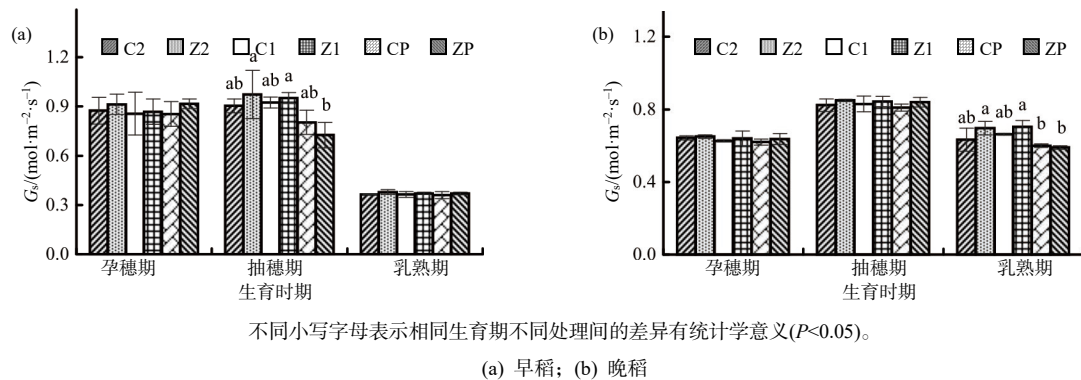 (a)
1.2
C2 Z2 C1 Z1 CP ZP
a
ab ab a
ab
b
0.9
0.6
0.3
0.0
Gs/(mol·m⁻²·s⁻¹)
孕穗期 抽穗期 乳熟期
生育时期
(b)
1.2
C2 Z2 C1 Z1 CP ZP
0.8
ab a ab a b b
0.4
0.0
Gs/(mol·m⁻²·s⁻¹)
孕穗期 抽穗期 乳熟期
生育时期
不同小写字母表示相同生育期不同处理间的差异有统计学意义(P<0.05)。
(a) 早稻；(b) 晚稻